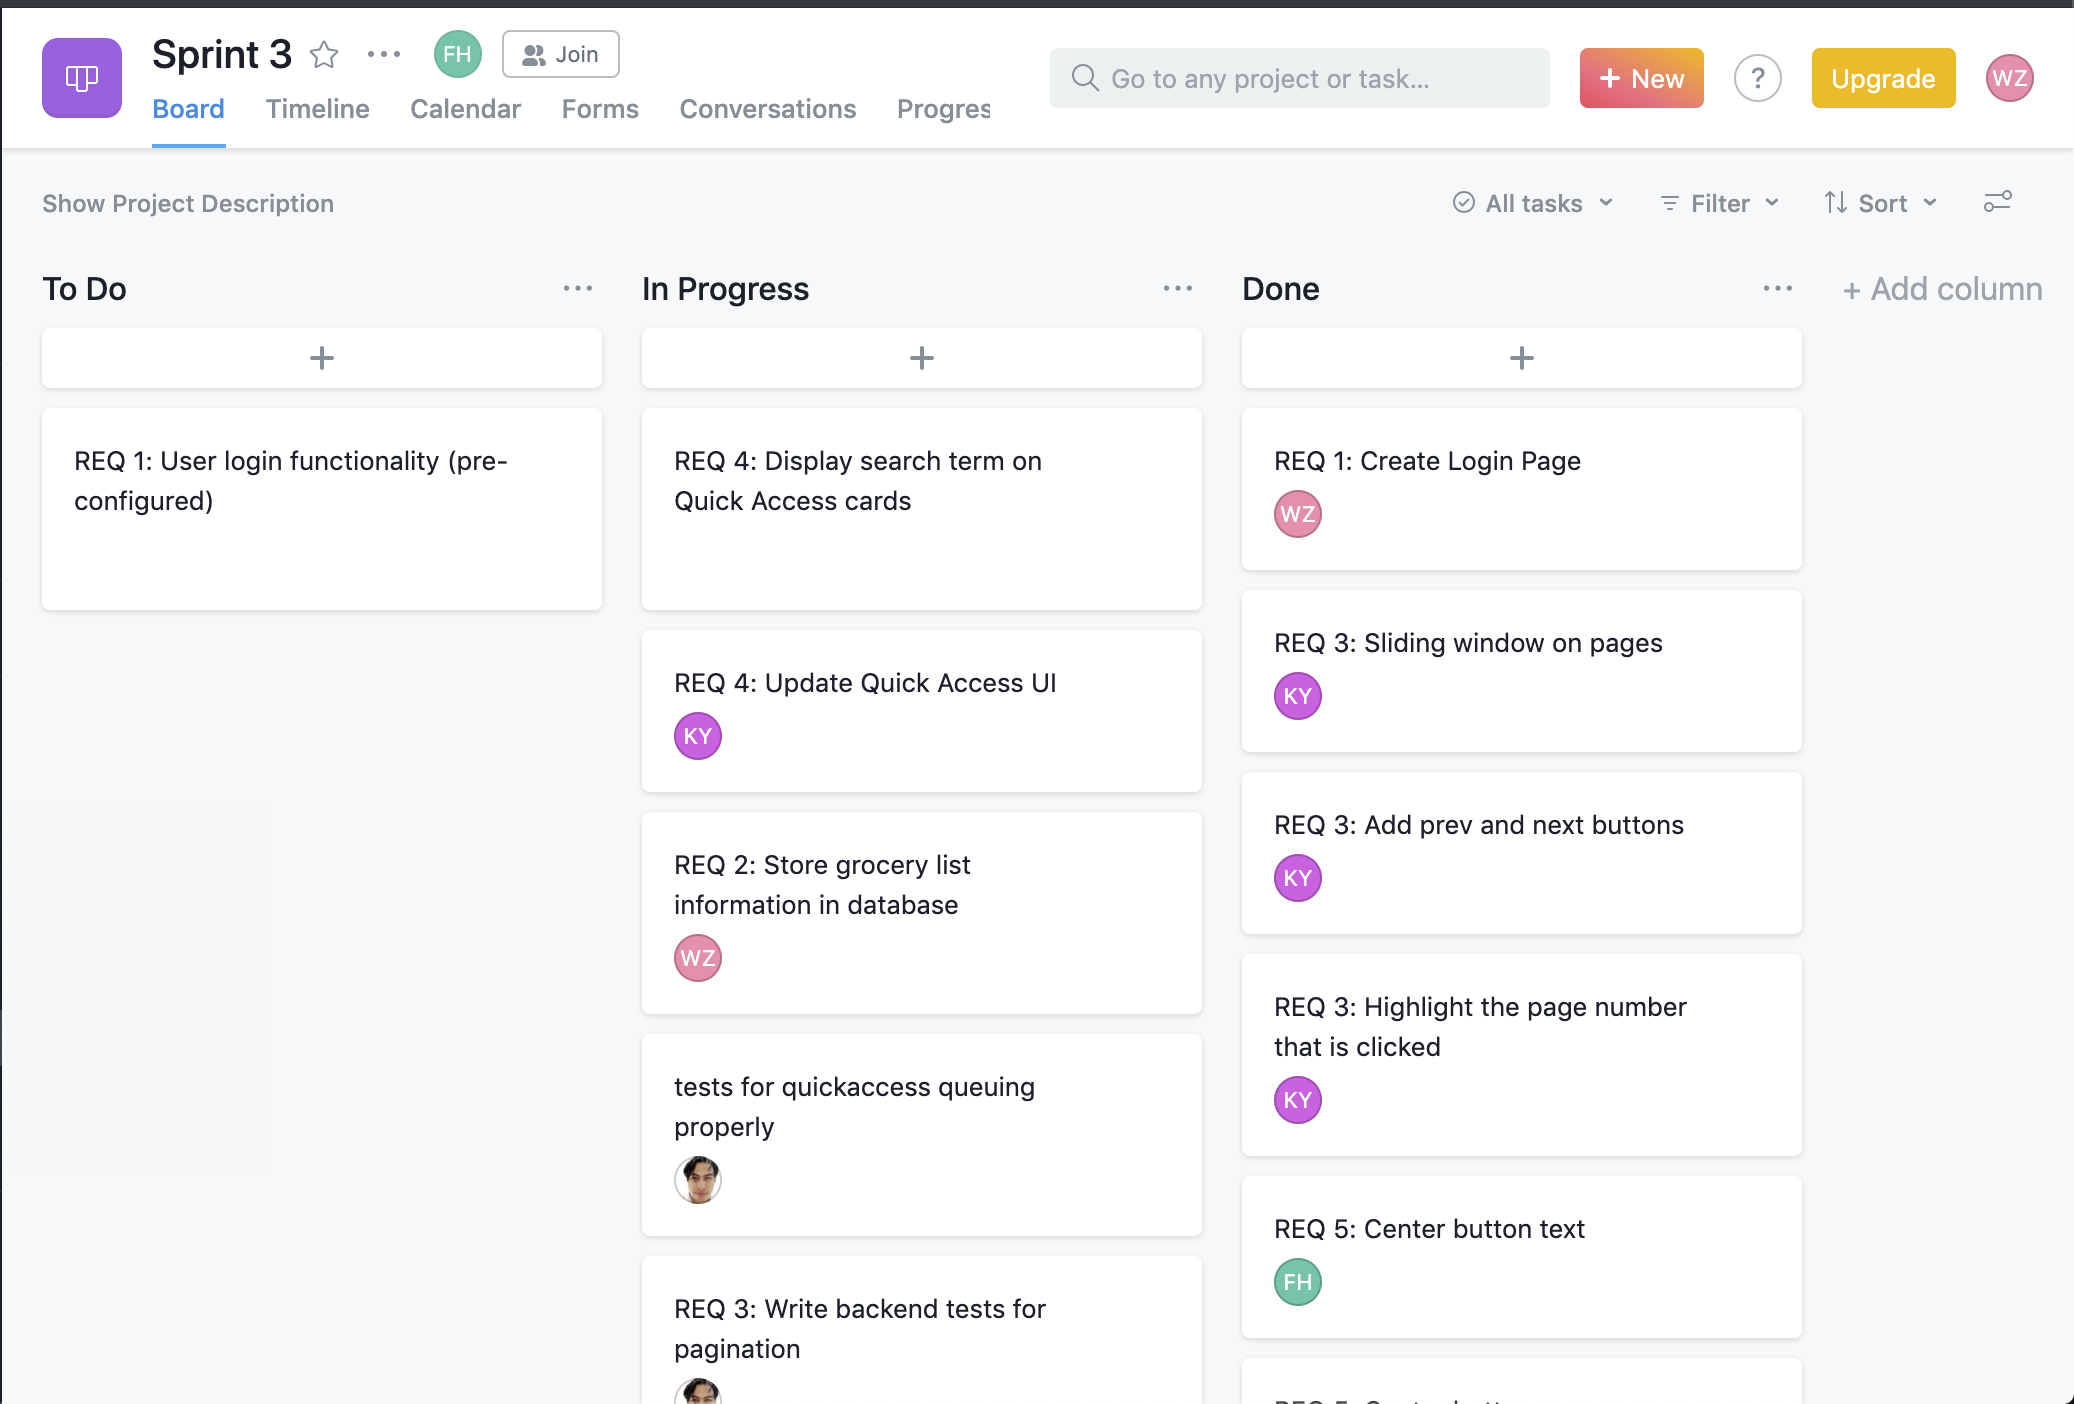 Sprint 3
FH
Join
Board
Timeline
Calendar
Forms
Conversations
Progres
Go to any project or task...
+ New
?
Upgrade
WZ
Show Project Description
All tasks
Filter
Sort
To Do
+
REQ 1: User login functionality (pre-
configured)
In Progress
+
REQ 4: Display search term on
Quick Access cards
REQ 4: Update Quick Access UI
KY
REQ 2: Store grocery list
information in database
WZ
tests for quickaccess queuing
properly
REQ 3: Write backend tests for
pagination
Done
+
REQ 1: Create Login Page
WZ
REQ 3: Sliding window on pages
KY
REQ 3: Add prev and next buttons
KY
REQ 3: Highlight the page number
that is clicked
KY
REQ 5: Center button text
FH
+ Add column